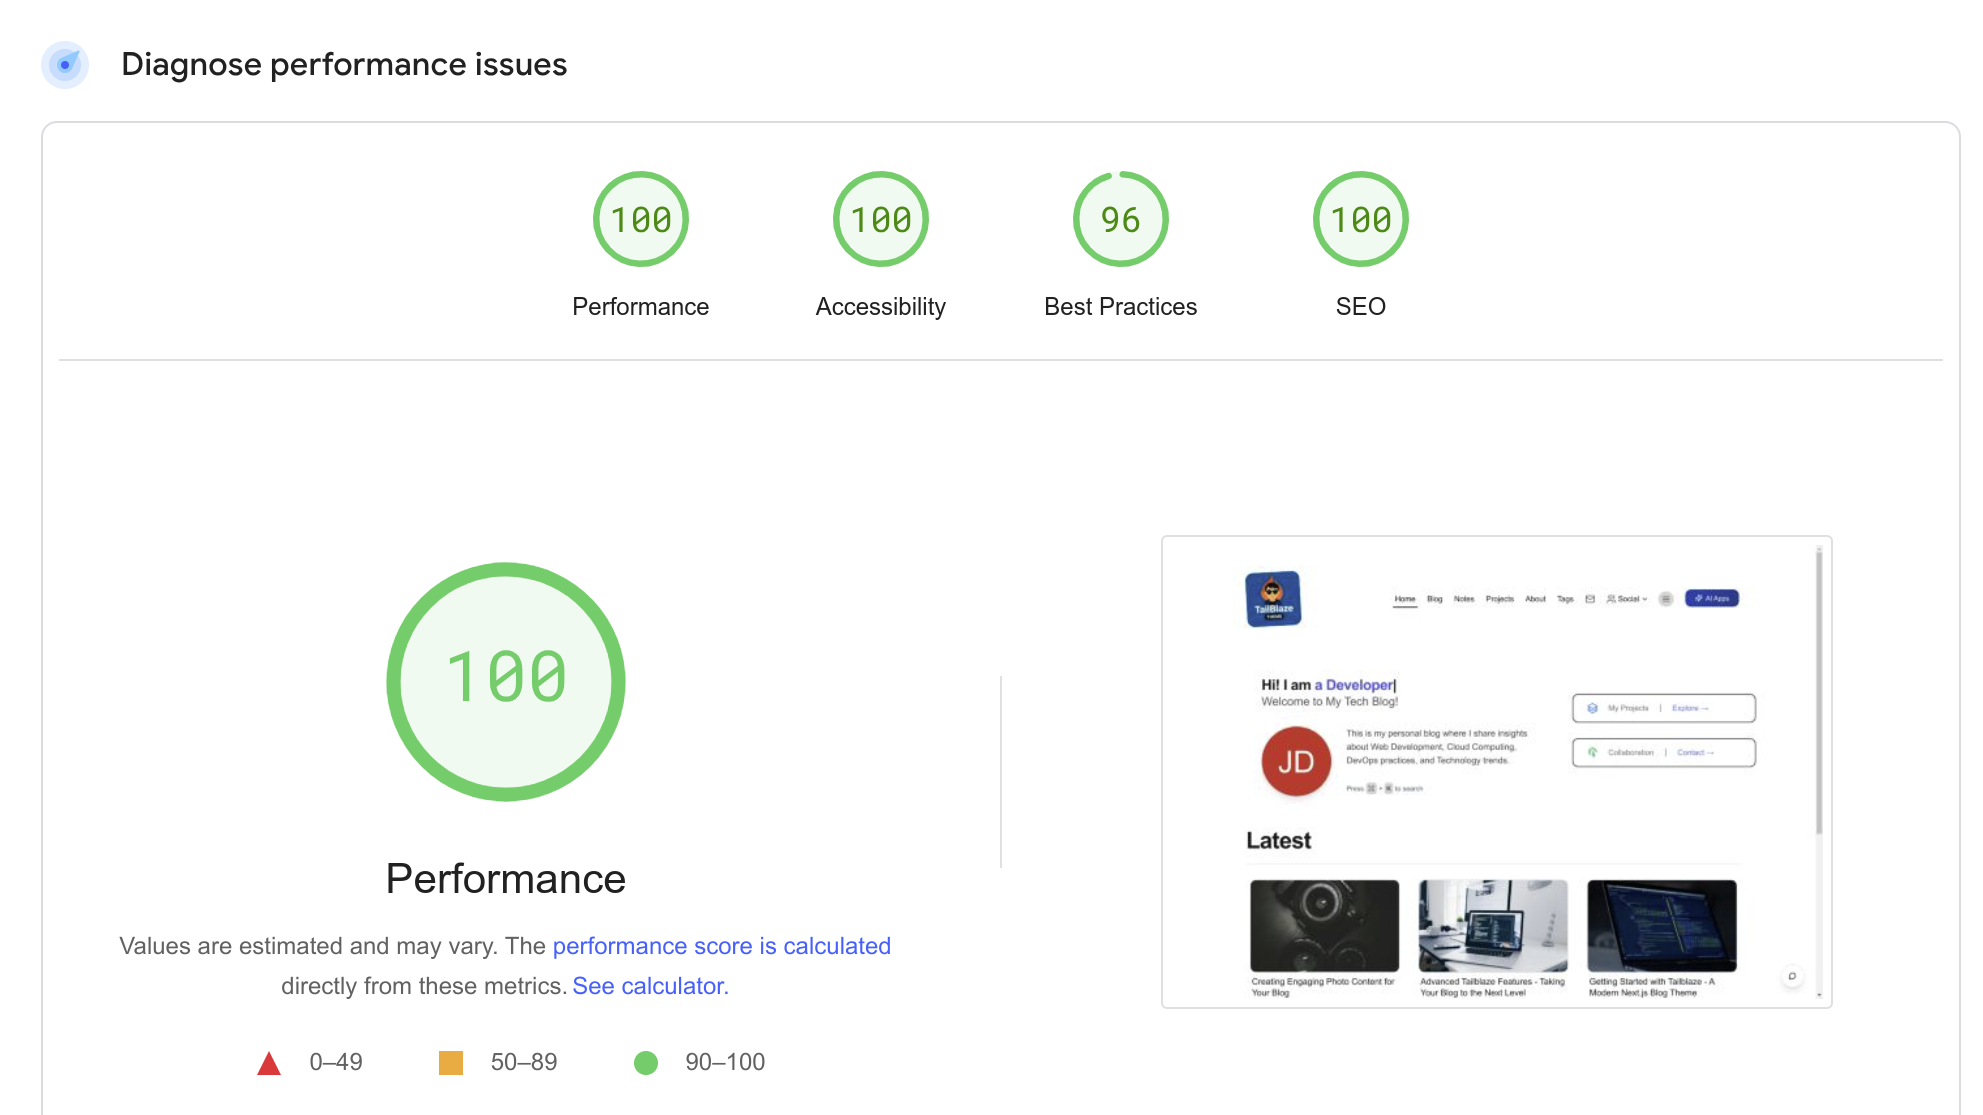 Diagnose performance issues
100
100
96
100
Performance
Accessibility
Best Practices
SEO
100
Performance
Values are estimated and may vary. The performance score is calculated
directly from these metrics. See calculator.
0–49
50–89
90–100
TailBlaze
Home Blog Notes Projects About Tags Social AI Apps
Hi! I am a Developer|
Welcome to My Tech Blog!
JD
This is my personal blog where I share insights
about Web Development, Cloud Computing,
DevOps practices, and Technology trends.
Press ⌘ + K to search
My Projects | Explore →
Collaboration | Contact →
Latest
Creating Engaging Photo Content for
Your Blog
Advanced Tailblaze Features - Taking
Your Blog to the Next Level
Getting Started with Tailblaze - A
Modern Next.js Blog Theme